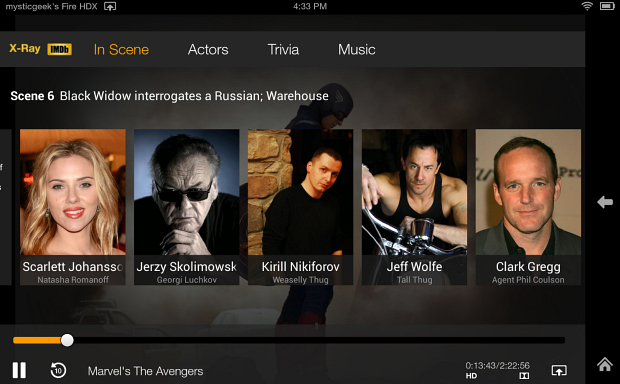 mysticgeek's Fire HDX 4:33 PM
X-Ray IMDb In Scene Actors Trivia Music
Scene 6 Black Widow interrogates a Russian; Warehouse
Scarlett Johansso Jerzy Skolimowsk Kirill Nikiforov Jeff Wolfe Clark Gregg
Natasha Romanoff Georgi Luchkov Weaselly Thug Tall Thug Agent Phil Coulson
10 Marvel's The Avengers 0:13:43/2:22:56
HD